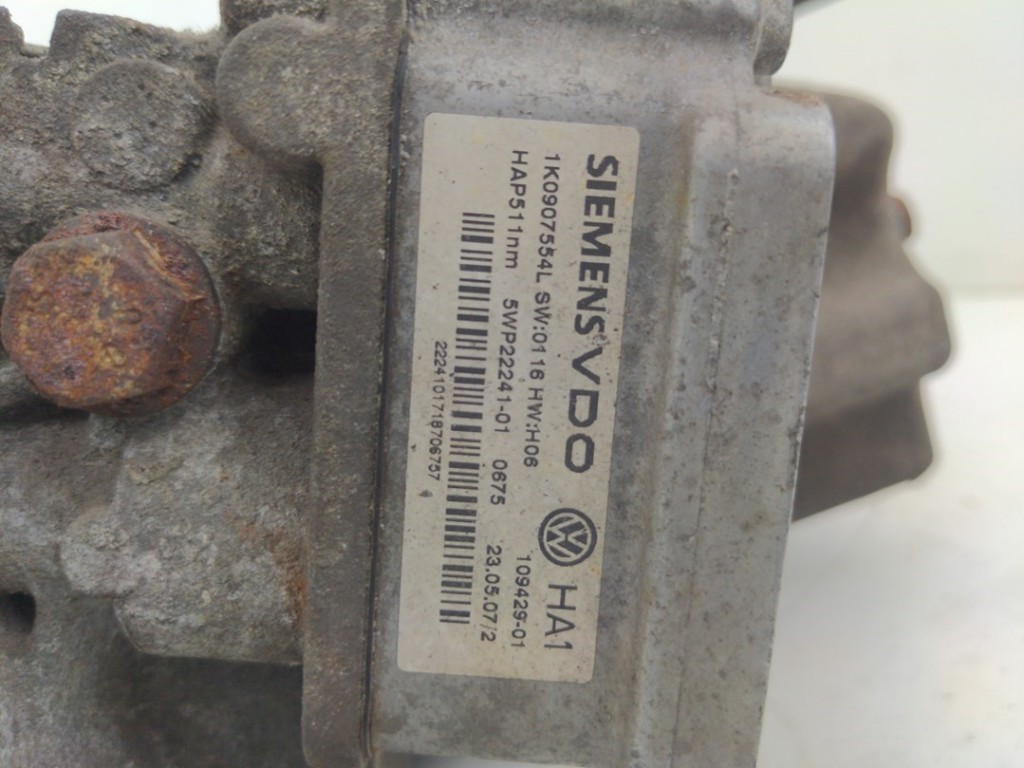 SIEMENS VDO HA1
1K0907554L SW:0116 HW:H06 109429-01
HAP511nm 5WP22241-01 0675 23.05.07/2
2224101718706757